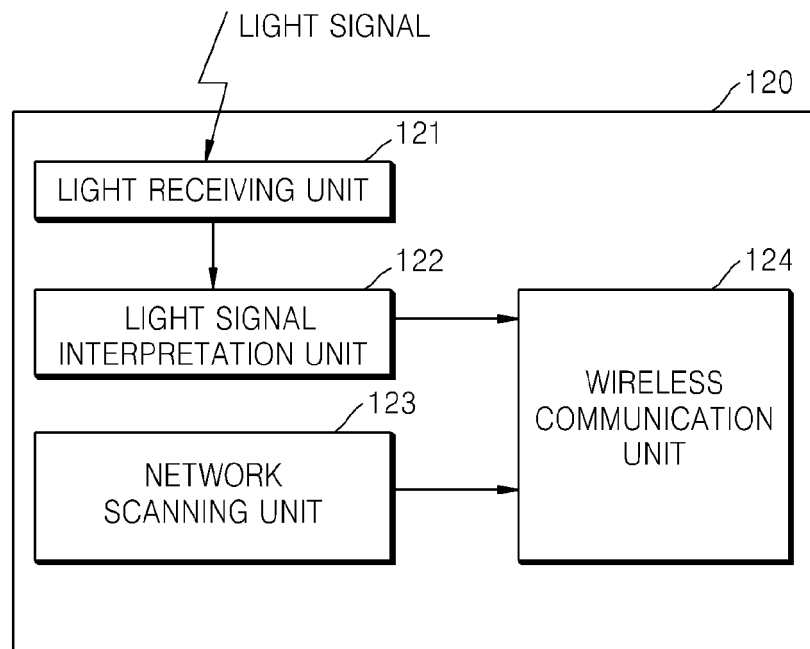 LIGHT SIGNAL
120
121
LIGHT RECEIVING UNIT
122
LIGHT SIGNAL
INTERPRETATION UNIT
124
WIRELESS
COMMUNICATION
UNIT
123
NETWORK
SCANNING UNIT